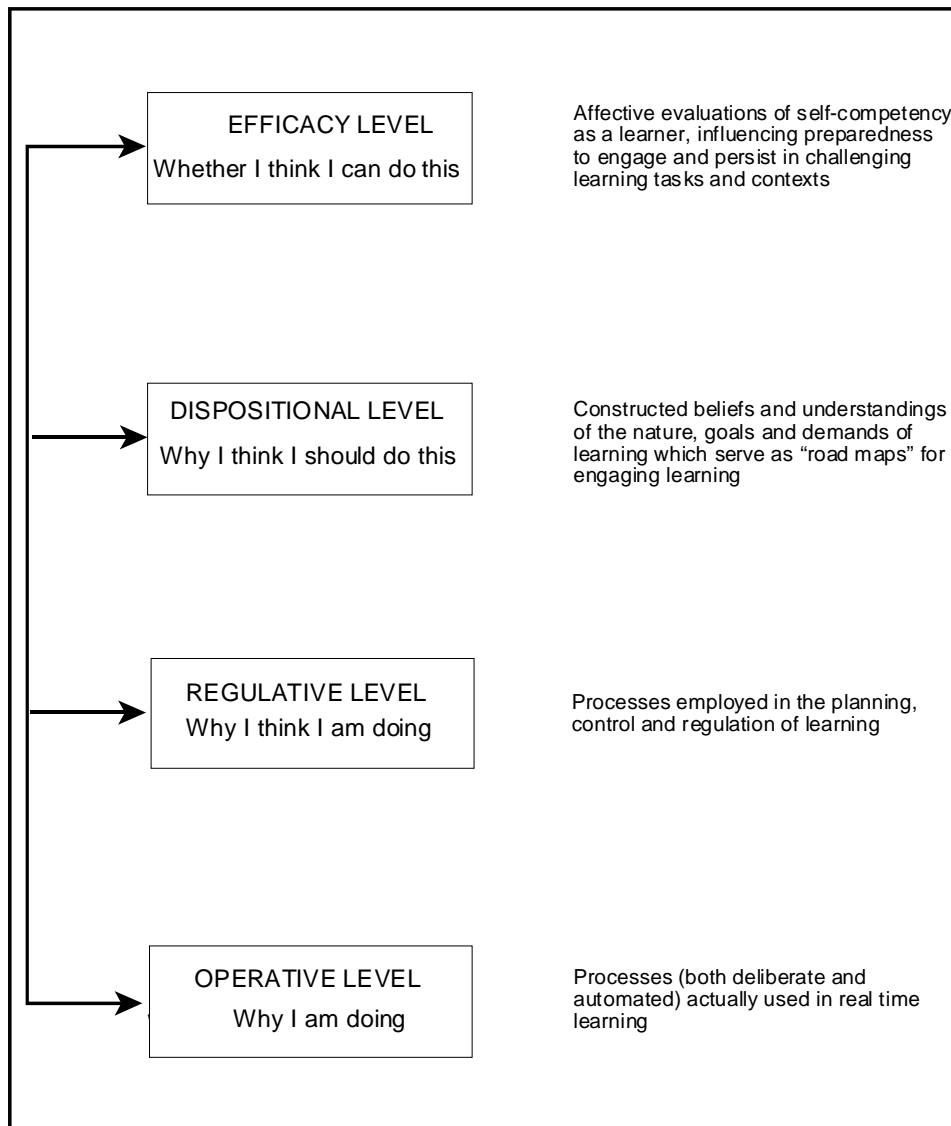 EFFICACY LEVEL
Whether I think I can do this
Affective evaluations of self-competency
as a learner, influencing preparedness
to engage and persist in challenging
learning tasks and contexts
DISPOSITIONAL LEVEL
Why I think I should do this
Constructed beliefs and understandings
of the nature, goals and demands of
learning which serve as “road maps” for
engaging learning
REGULATIVE LEVEL
Why I think I am doing
Processes employed in the planning,
control and regulation of learning
OPERATIVE LEVEL
Why I am doing
Processes (both deliberate and
automated) actually used in real time
learning